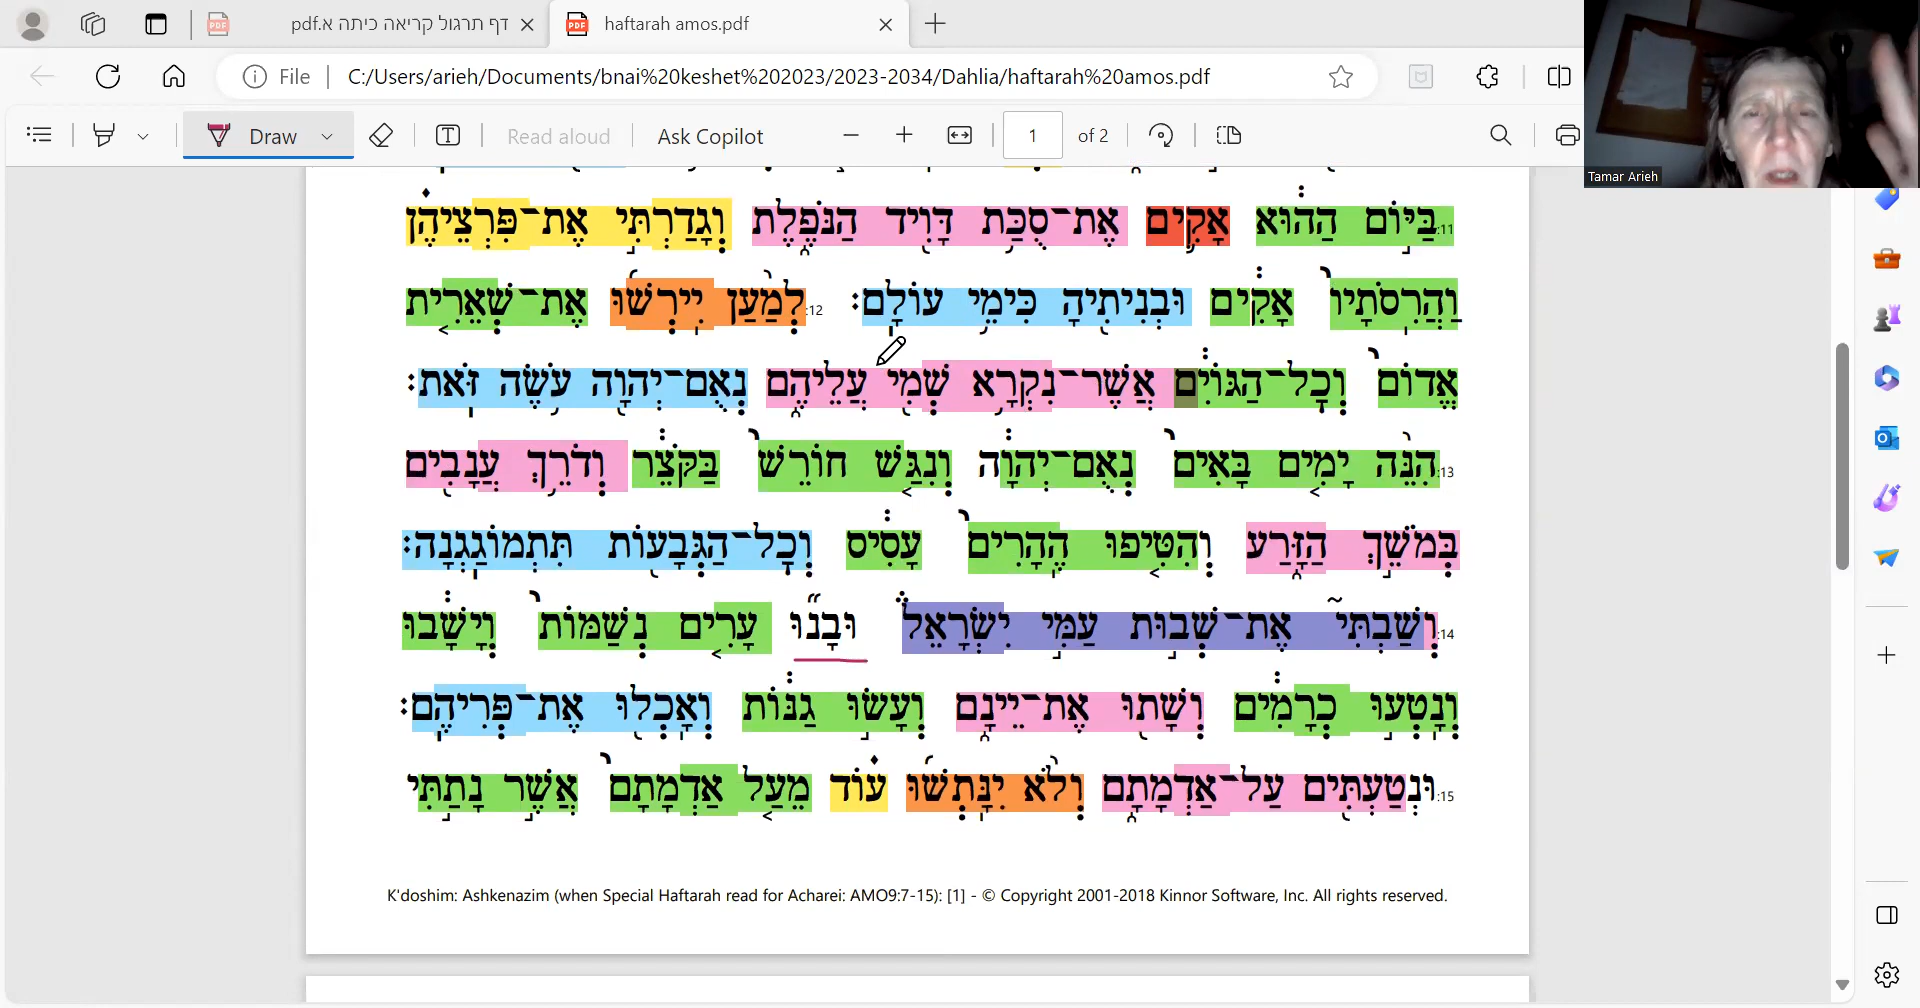 דף תרגול קריאה כיתה א.pdf
haftarah amos.pdf
File
C:/Users/arieh/Documents/bnai%20keshet%202023/2023-2034/Dahlia/haftarah%20amos.pdf
Draw
Read aloud
Ask Copilot
1 of 2
Tamar Arieh
11: בַּיּ֣וֹם הַה֔וּא אָקִ֛ים אֶת־סֻכַּ֥ת דָּוִ֖יד הַנֹּפֶ֑לֶת וְגָדַרְתִּ֣י אֶת־פִּרְצֵיהֶ֗ן
וַהֲרִֽסֹתָיו֙ אָקִ֔ים וּבְנִיתִ֖יהָ כִּימֵ֥י עוֹלָֽם׃ 12: לְמַ֨עַן יִֽירְשׁ֜וּ אֶת־שְׁאֵרִ֤ית
אֱדוֹם֙ וְכׇל־הַגּוֹיִ֔ם אֲשֶׁר־נִקְרָ֥א שְׁמִ֖י עֲלֵיהֶ֑ם נְאֻם־יְהֹוָ֖ה עֹ֥שֶׂה זֹּֽאת׃
13: הִנֵּ֨ה יָמִ֤ים בָּאִים֙ נְאֻם־יְהֹוָ֔ה וְנִגַּ֤שׁ חוֹרֵשׁ֙ בַּקֹּצֵ֔ר וְדֹרֵ֥ךְ עֲנָבִ֖ים
בְּמֹשֵׁ֣ךְ הַזָּ֑רַע וְהִטִּ֤יפוּ הֶֽהָרִים֙ עָסִ֔יס וְכׇל־הַגְּבָע֖וֹת תִּתְמוֹגַֽגְנָה׃
14: וְשַׁבְתִּי֮ אֶת־שְׁב֣וּת עַמִּ֣י יִשְׂרָאֵל֒ וּבָנ֞וּ עָרִ֤ים נְשַׁמּוֹת֙ וְיָשָׁ֔בוּ
וְנָטְע֣וּ כְרָמִ֔ים וְשָׁת֖וּ אֶת־יֵינָ֑ם וְעָשׂ֣וּ גַנּ֔וֹת וְאָכְל֖וּ אֶת־פְּרִיהֶֽם׃
15: וּנְטַעְתִּ֖ים עַל־אַדְמָתָ֑ם וְלֹ֨א יִנָּתְשׁ֜וּ ע֗וֹד מֵעַ֤ל אַדְמָתָם֙ אֲשֶׁ֣ר נָתַ֣תִּי
K'doshim: Ashkenazim (when Special Haftarah read for Acharei: AMO9:7-15): [1] - © Copyright 2001-2018 Kinnor Software, Inc. All rights reserved.